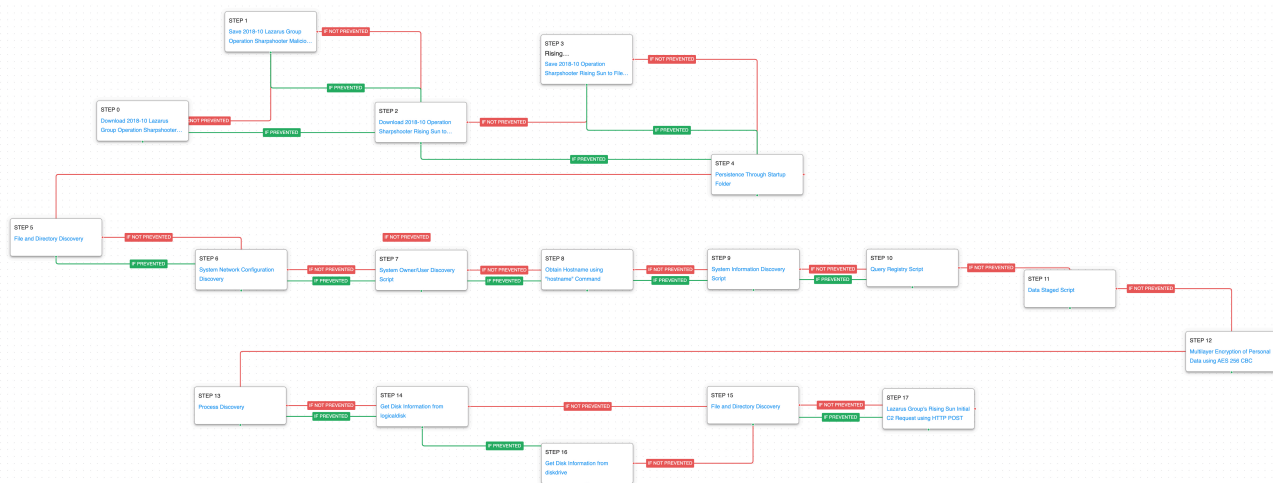 STEP 1
Save 2018-10 Lazarus Group
Operation Sharpshooter Malicio...
IF NOT PREVENTED
STEP 3
Rising...
Save 2018-10 Operation
Sharpshooter Rising Sun to File...
IF NOT PREVENTED
IF PREVENTED
STEP 0
Download 2018-10 Lazarus
Group Operation Sharpshooter...
NOT PREVENTED
IF PREVENTED
STEP 2
Download 2018-10 Operation
Sharpshooter Rising Sun to...
IF NOT PREVENTED
IF PREVENTED
IF PREVENTED
STEP 4
Persistence Through Startup
Folder
STEP 5
File and Directory Discovery
IF NOT PREVENTED
IF PREVENTED
STEP 6
System Network Configuration
Discovery
IF NOT PREVENTED
IF NOT PREVENTED
IF PREVENTED
STEP 7
System Owner/User Discovery
Script
IF NOT PREVENTED
IF PREVENTED
STEP 8
Obtain Hostname using
"hostname" Command
IF NOT PREVENTED
IF PREVENTED
STEP 9
System Information Discovery
Script
IF NOT PREVENTED
IF PREVENTED
STEP 10
Query Registry Script
IF NOT PREVENTED
STEP 11
Data Staged Script
IF NOT PREVENTED
STEP 12
Multilayer Encryption of Personal
Data using AES 256 CBC
STEP 13
Process Discovery
IF NOT PREVENTED
IF PREVENTED
STEP 14
Get Disk Information from
logicaldisk
IF NOT PREVENTED
IF PREVENTED
STEP 15
File and Directory Discovery
IF NOT PREVENTED
IF PREVENTED
STEP 17
Lazarus Group's Rising Sun Initial
C2 Request using HTTP POST
STEP 16
Get Disk Information from
diskdrive
IF NOT PREVENTED